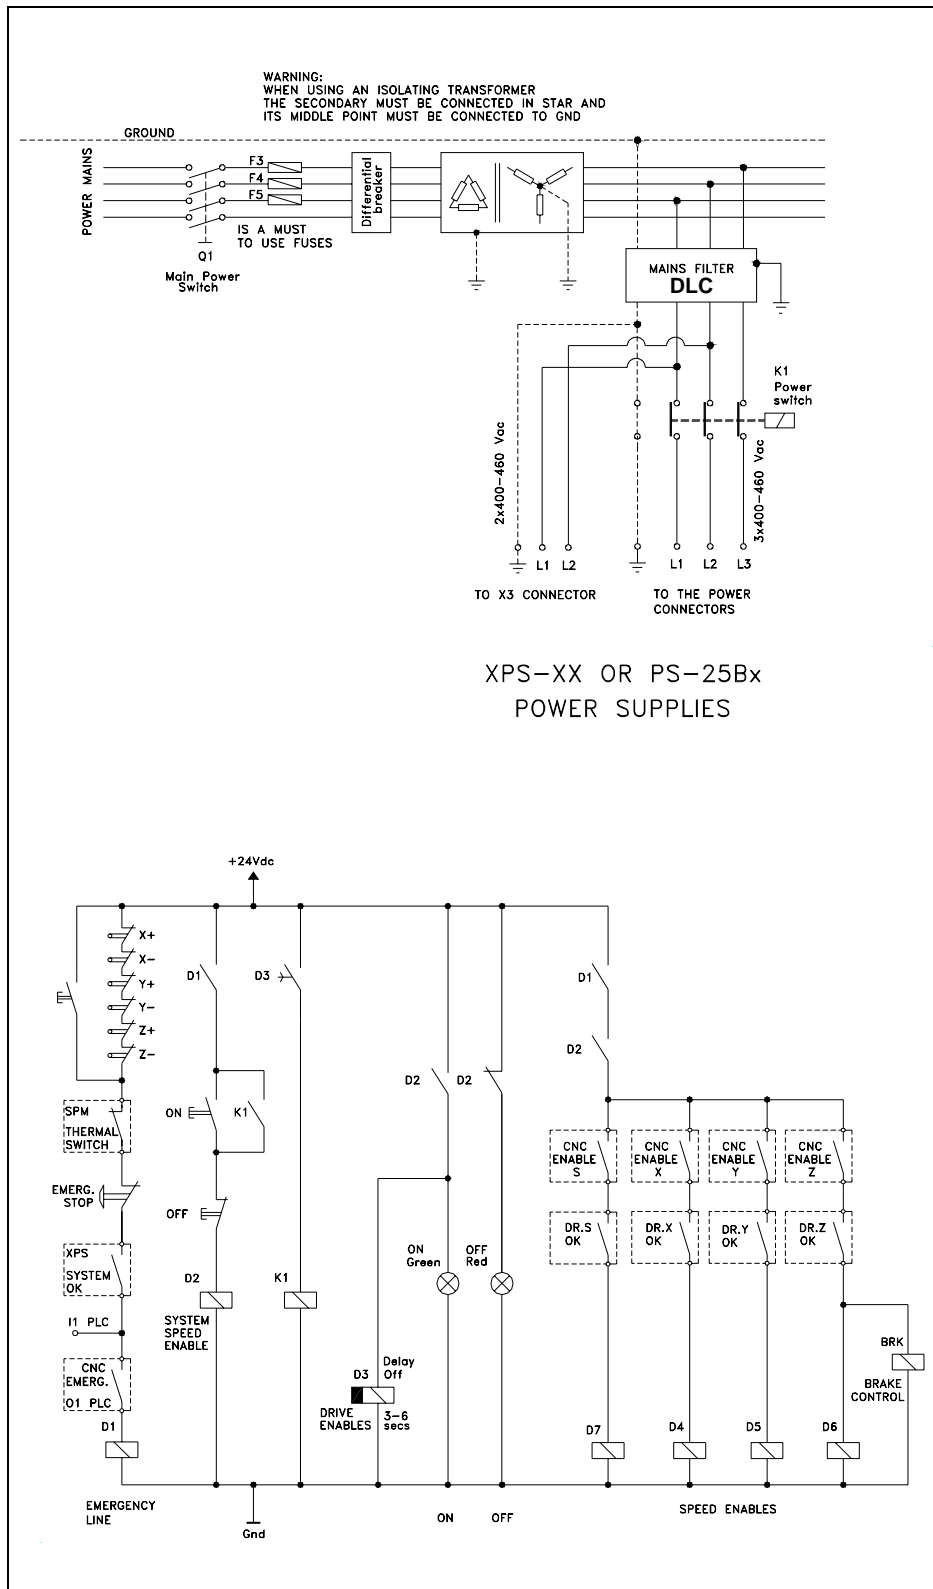 WARNING:
WHEN USING AN ISOLATING TRANSFORMER
THE SECONDARY MUST BE CONNECTED IN STAR AND
ITS MIDDLE POINT MUST BE CONNECTED TO GND
GROUND
POWER MAINS
F3
F4
F5
IS A MUST
TO USE FUSES
Q1
Main Power
Switch
Differential
breaker
MAINS FILTER
DLC
K1
Power
switch
2x400-460 Vac
3x400-460 Vac
L1
L2
L1
L2
L3
TO X3 CONNECTOR
TO THE POWER
CONNECTORS
XPS-XX OR PS-25Bx
POWER SUPPLIES
+24Vdc
X+
X-
Y+
Y-
Z+
Z-
D1
D3
D1
D2
D2
D2
SPM
THERMAL
SWITCH
ON
K1
EMERG.
STOP
OFF
XPS
SYSTEM
OK
I1 PLC
CNC
EMERG.
O1 PLC
D1
D2
SYSTEM
SPEED
ENABLE
K1
ON
Green
OFF
Red
D3
Delay
Off
DRIVE
ENABLES
3-6
secs
CNC
ENABLE
S
CNC
ENABLE
X
CNC
ENABLE
Y
CNC
ENABLE
Z
DR.S
OK
DR.X
OK
DR.Y
OK
DR.Z
OK
BRK
BRAKE
CONTROL
D7
D4
D5
D6
EMERGENCY
LINE
Gnd
ON
OFF
SPEED ENABLES